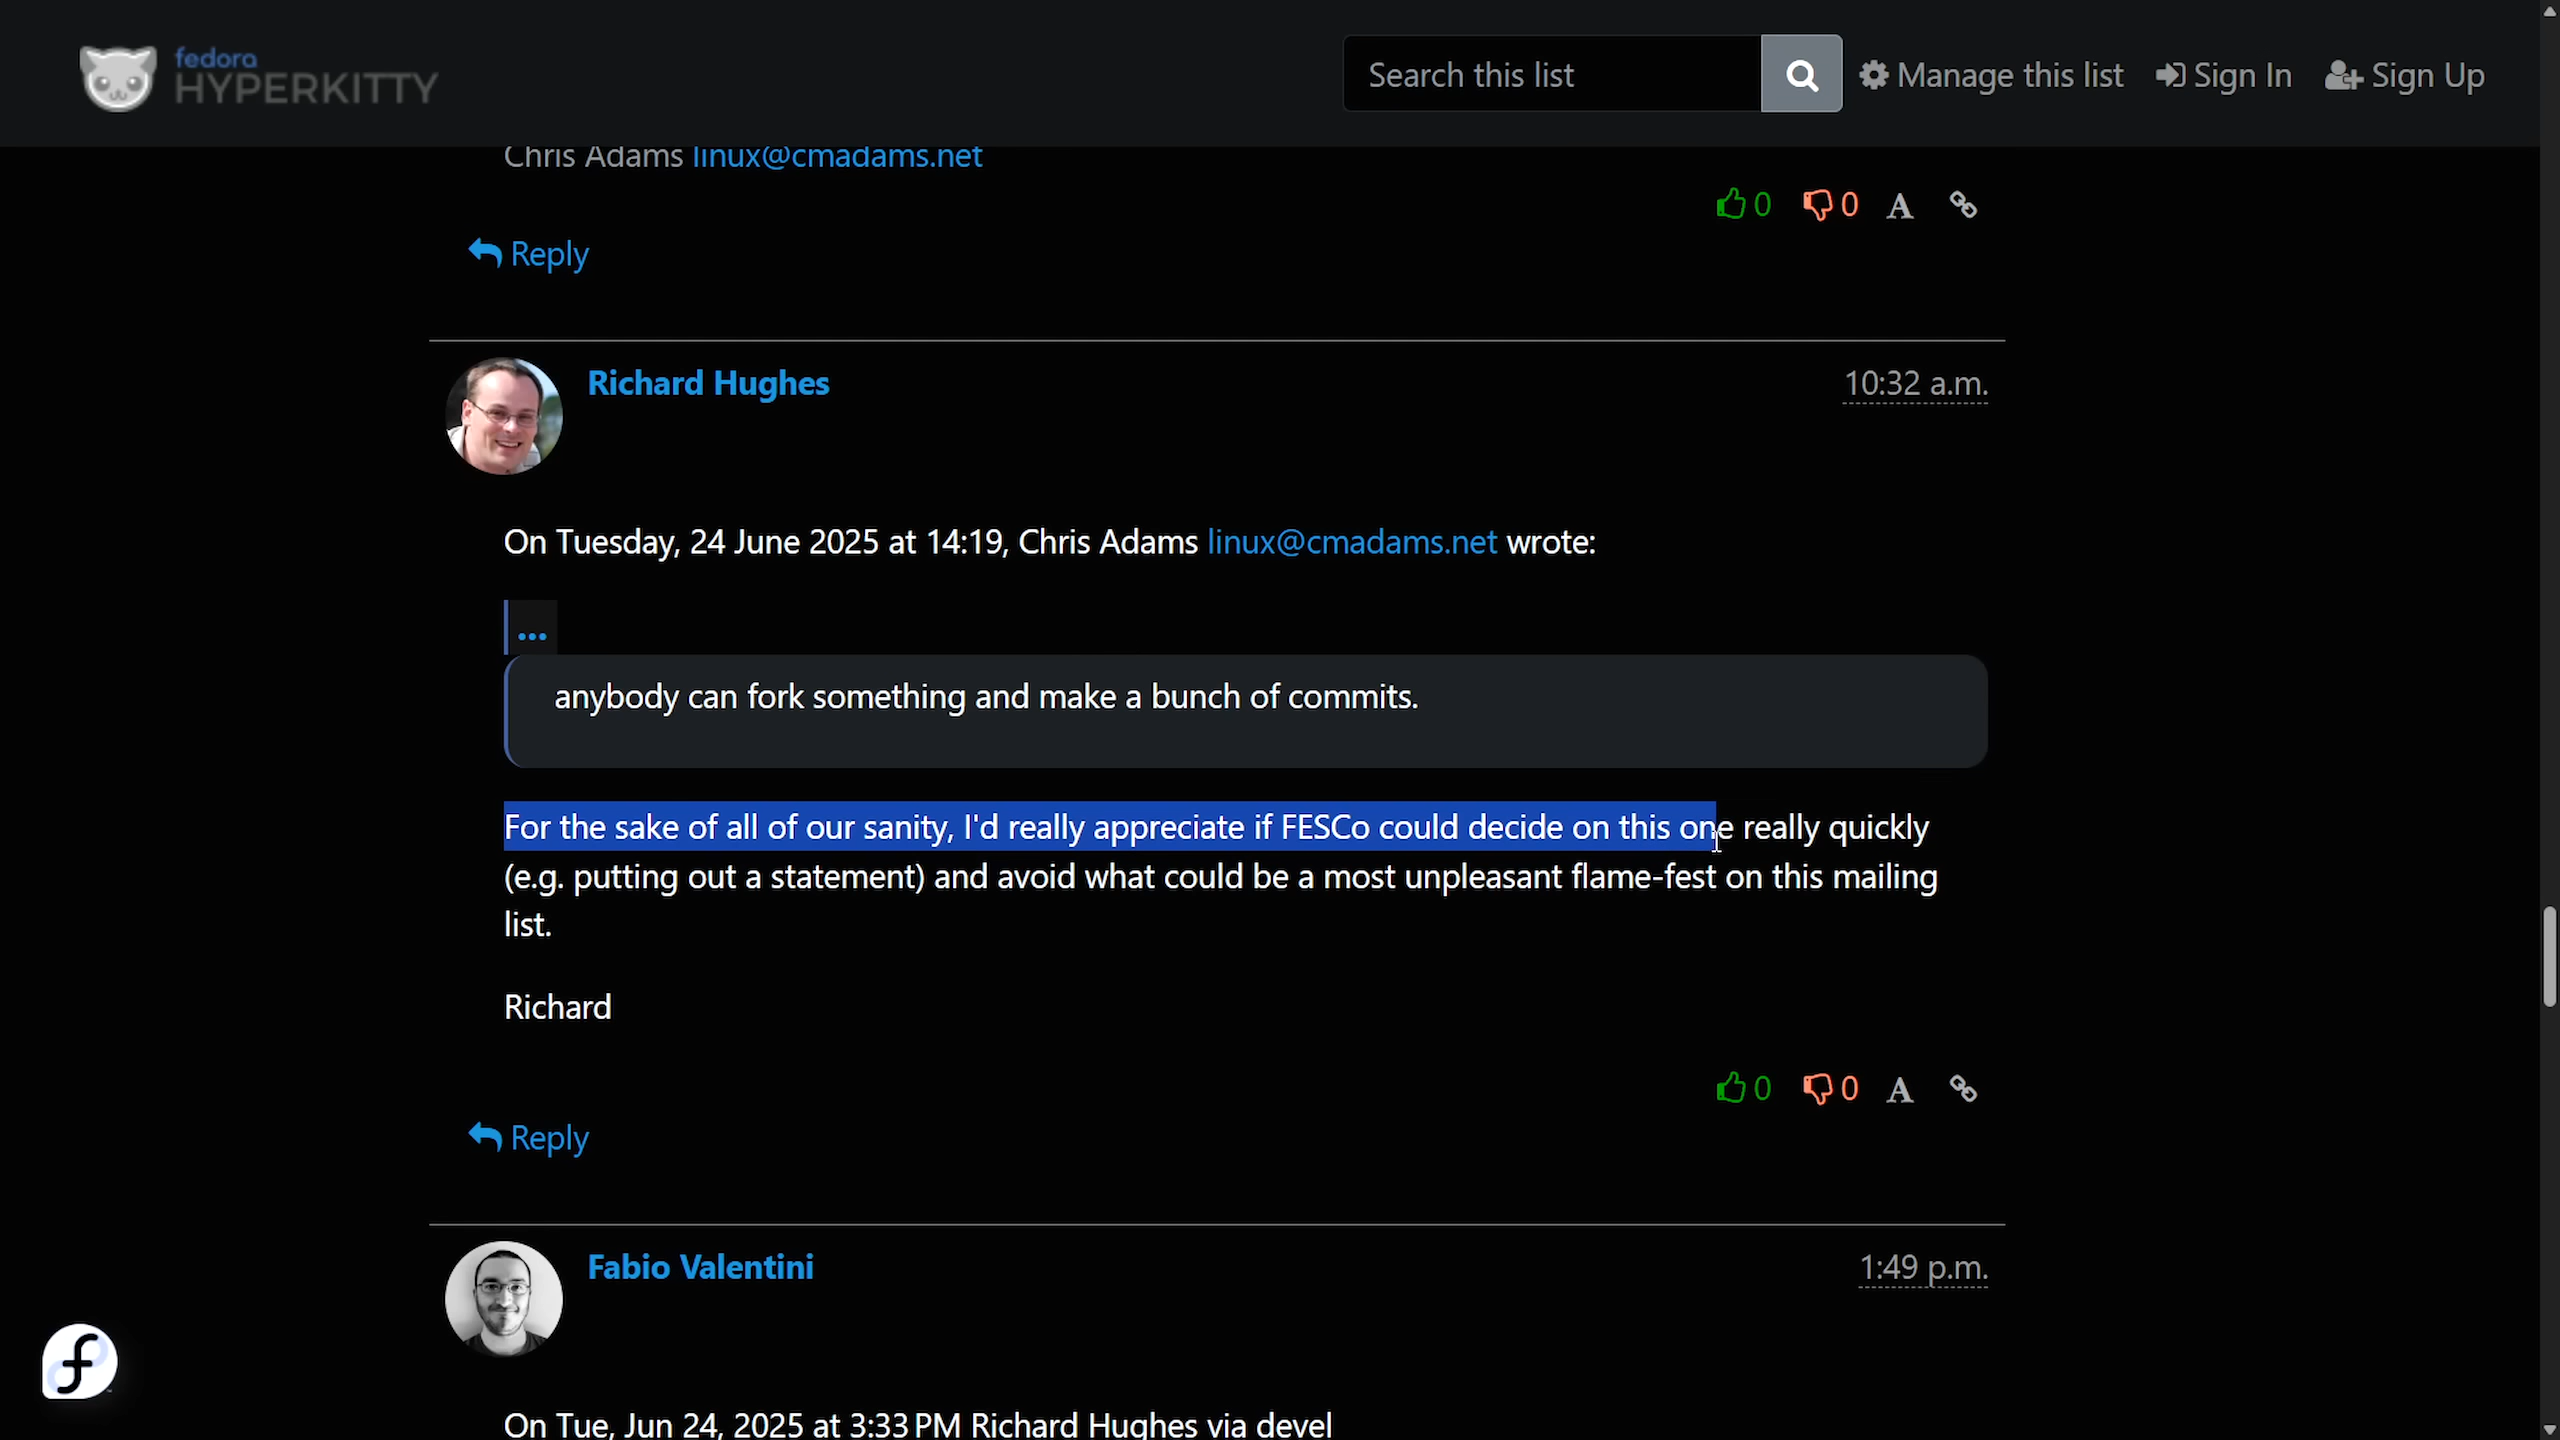 fedora
HYPERKITTY
Search this list
Manage this list
Sign In
Sign Up
Chris Adams linux@cmadams.net
0
0
A
Reply
Richard Hughes
10:32 a.m.
On Tuesday, 24 June 2025 at 14:19, Chris Adams linux@cmadams.net wrote:
...
anybody can fork something and make a bunch of commits.
For the sake of all of our sanity, I'd really appreciate if FESCo could decide on this one really quickly
(e.g. putting out a statement) and avoid what could be a most unpleasant flame-fest on this mailing
list.
Richard
0
0
A
Reply
Fabio Valentini
1:49 p.m.
On Tue, Jun 24, 2025 at 3:33 PM Richard Hughes via devel